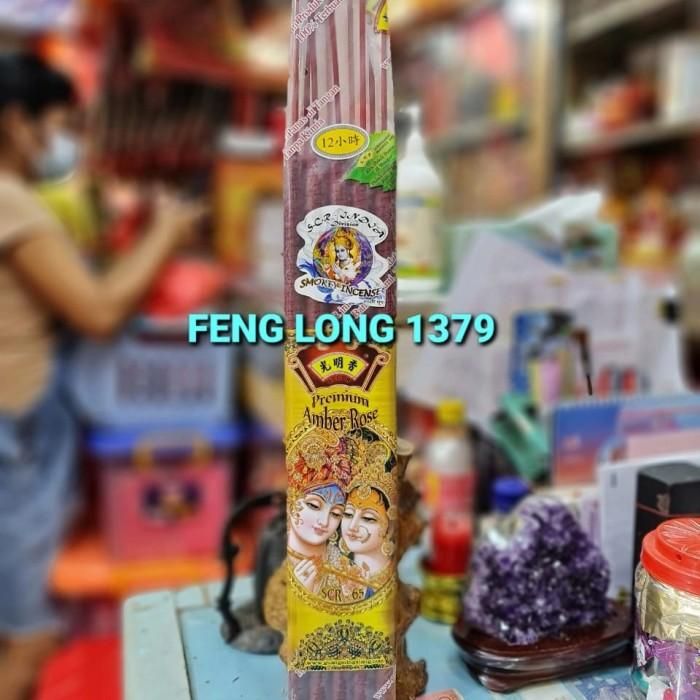 12小時
SCR INDIA
Division
SMOKEY INCENSE
FENG LONG 1379
光明香
Premium
Amber Rose
SCR - 65